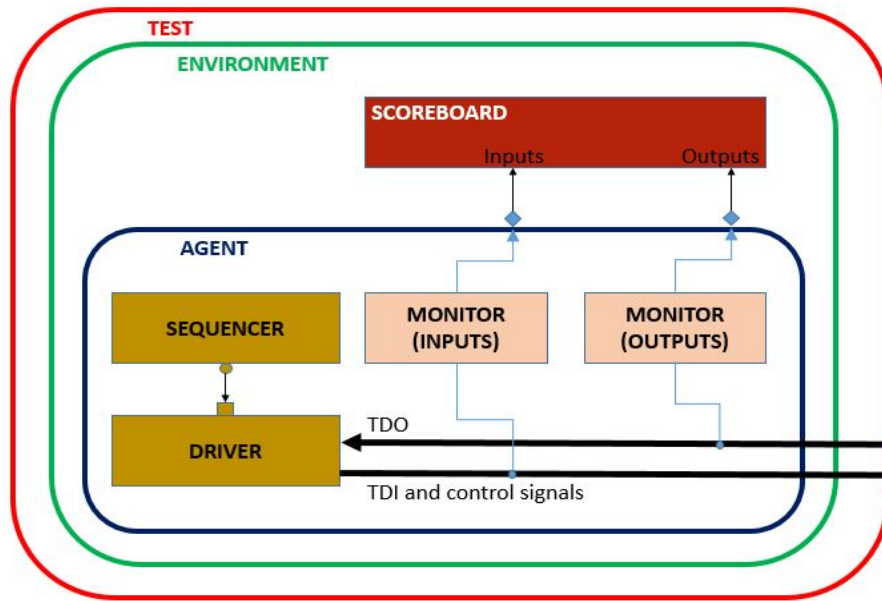 TEST
ENVIRONMENT
SCOREBOARD
Inputs
Outputs
AGENT
SEQUENCER
MONITOR
(INPUTS)
MONITOR
(OUTPUTS)
DRIVER
TDO
TDI and control signals